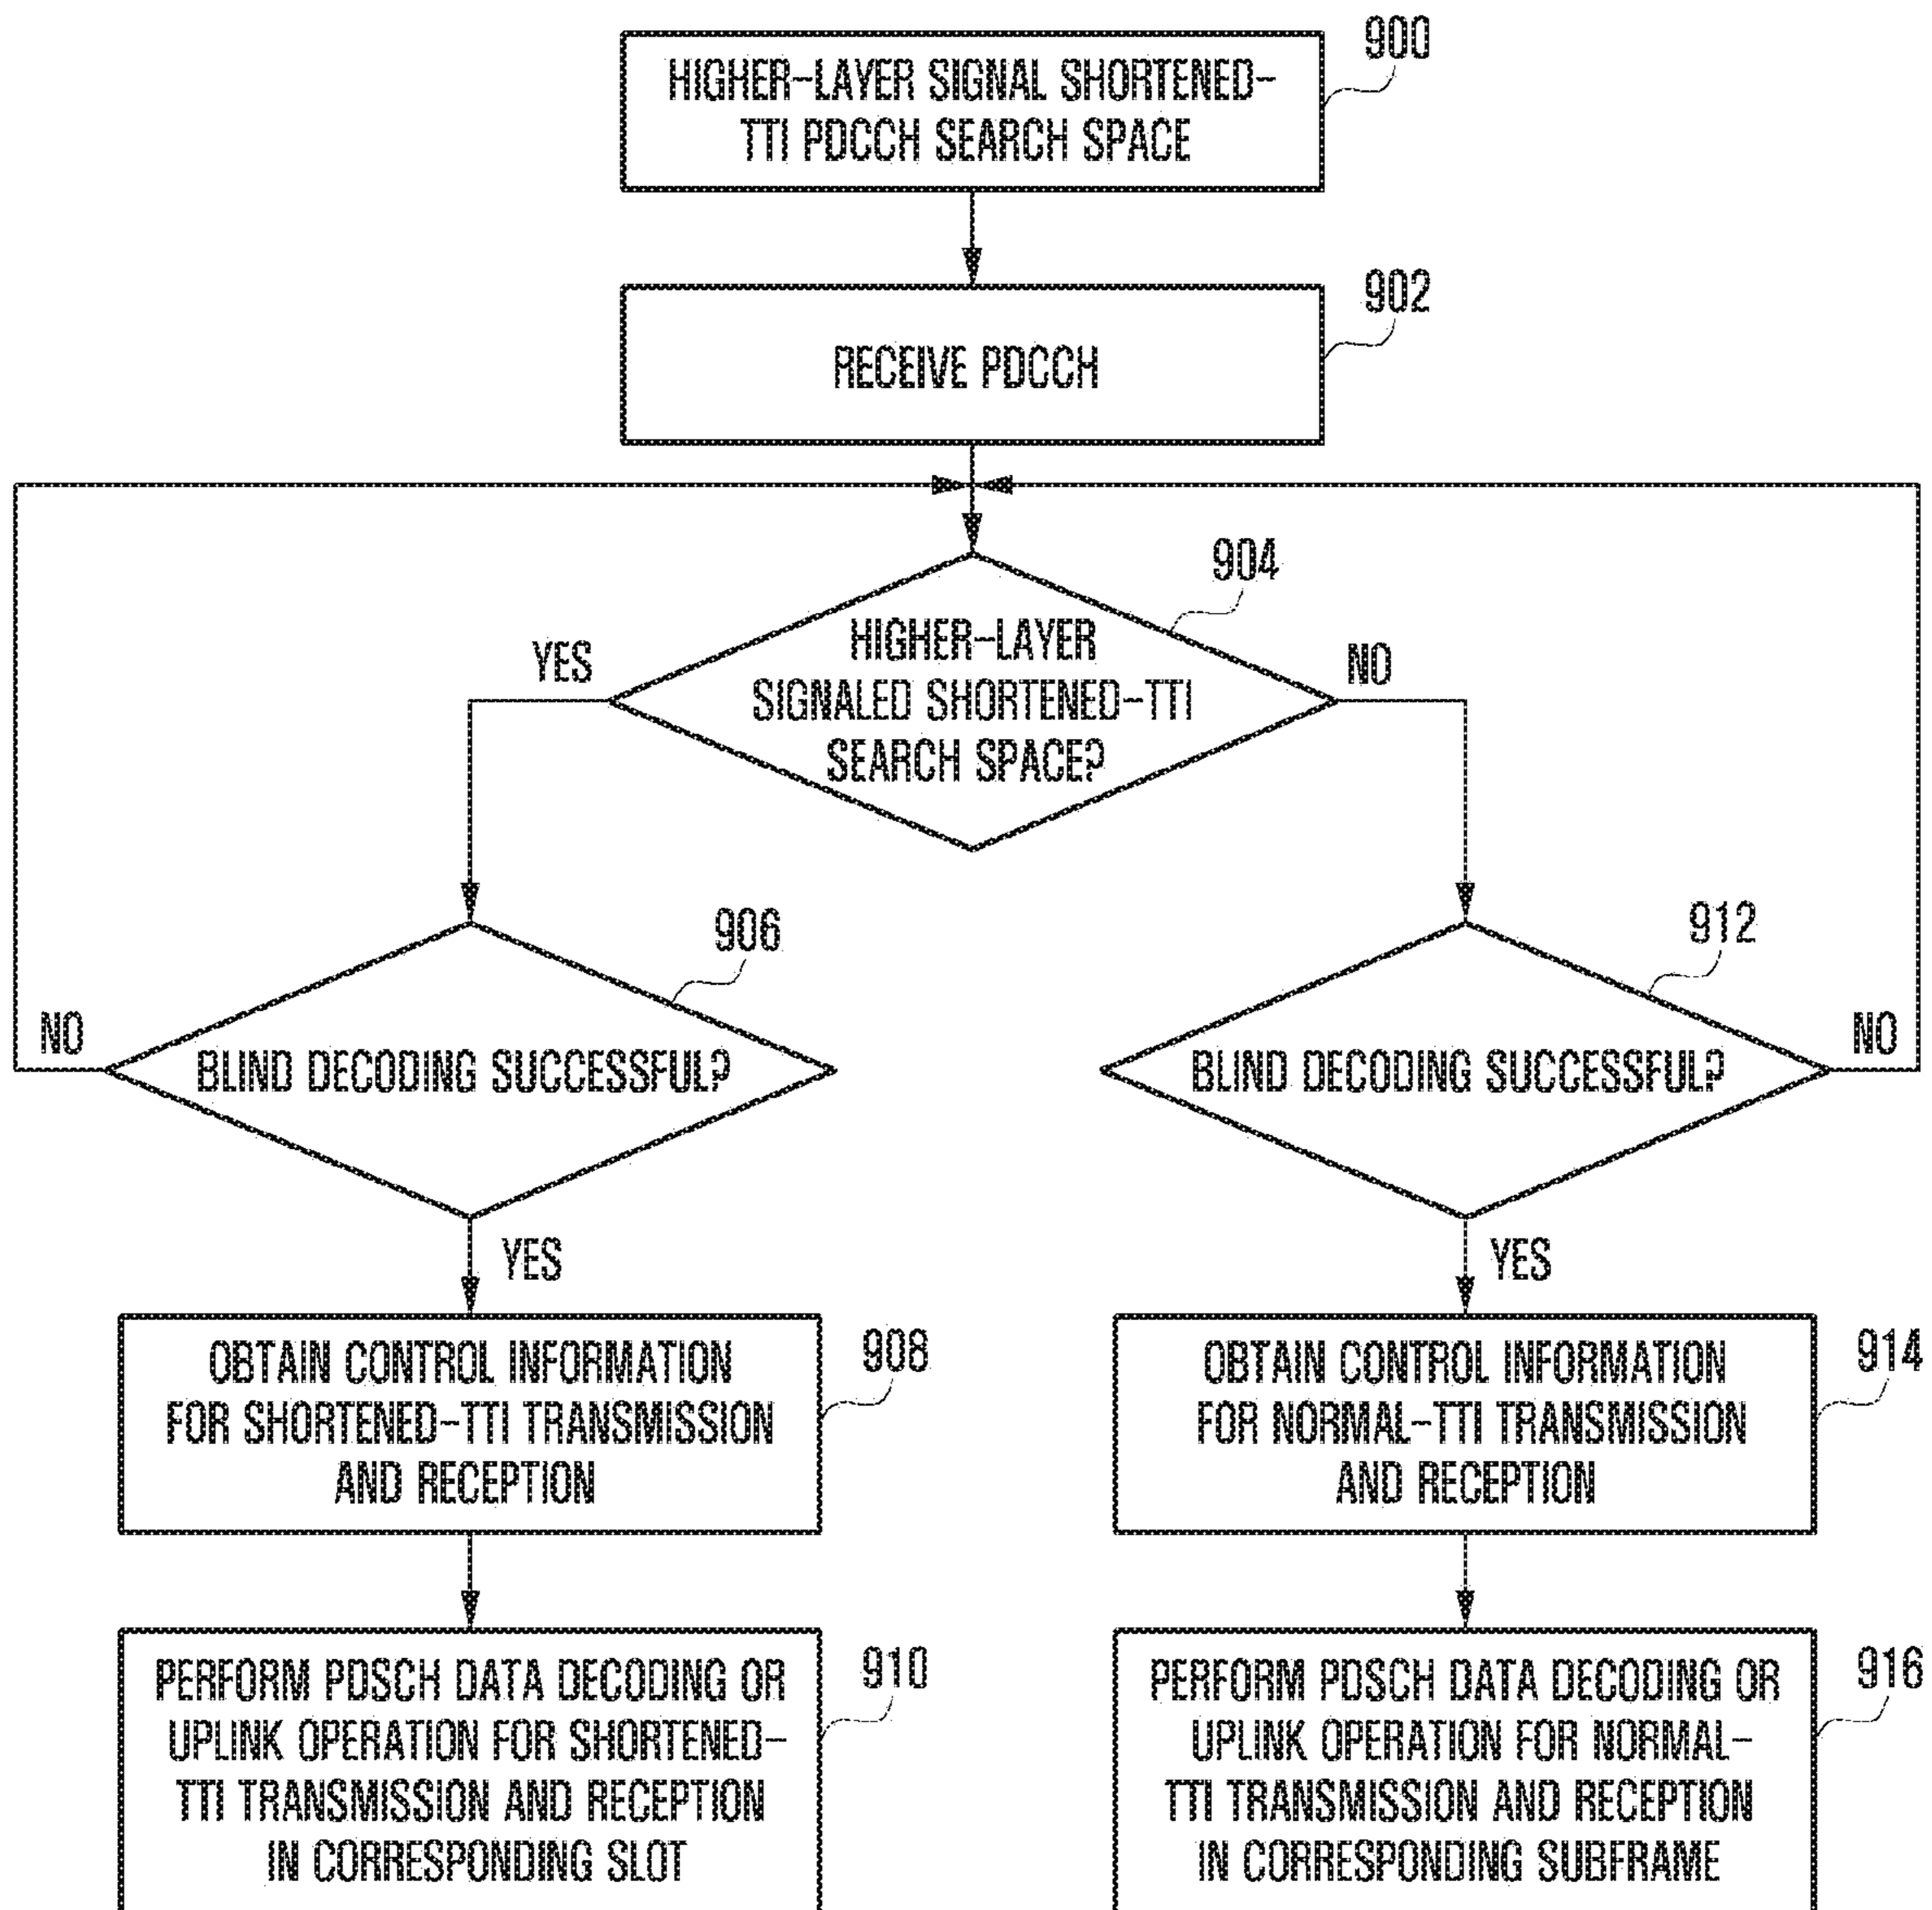 900
HIGHER-LAYER SIGNAL SHORTENED-
TTI PDCCH SEARCH SPACE
902
RECEIVE PDCCH
904
HIGHER-LAYER
SIGNALED SHORTENED-TTI
SEARCH SPACE?
YES
NO
906
BLIND DECODING SUCCESSFUL?
NO
YES
912
BLIND DECODING SUCCESSFUL?
NO
YES
908
OBTAIN CONTROL INFORMATION
FOR SHORTENED-TTI TRANSMISSION
AND RECEPTION
914
OBTAIN CONTROL INFORMATION
FOR NORMAL-TTI TRANSMISSION
AND RECEPTION
910
PERFORM PDSCH DATA DECODING OR
UPLINK OPERATION FOR SHORTENED-
TTI TRANSMISSION AND RECEPTION
IN CORRESPONDING SLOT
916
PERFORM PDSCH DATA DECODING OR
UPLINK OPERATION FOR NORMAL-
TTI TRANSMISSION AND RECEPTION
IN CORRESPONDING SUBFRAME